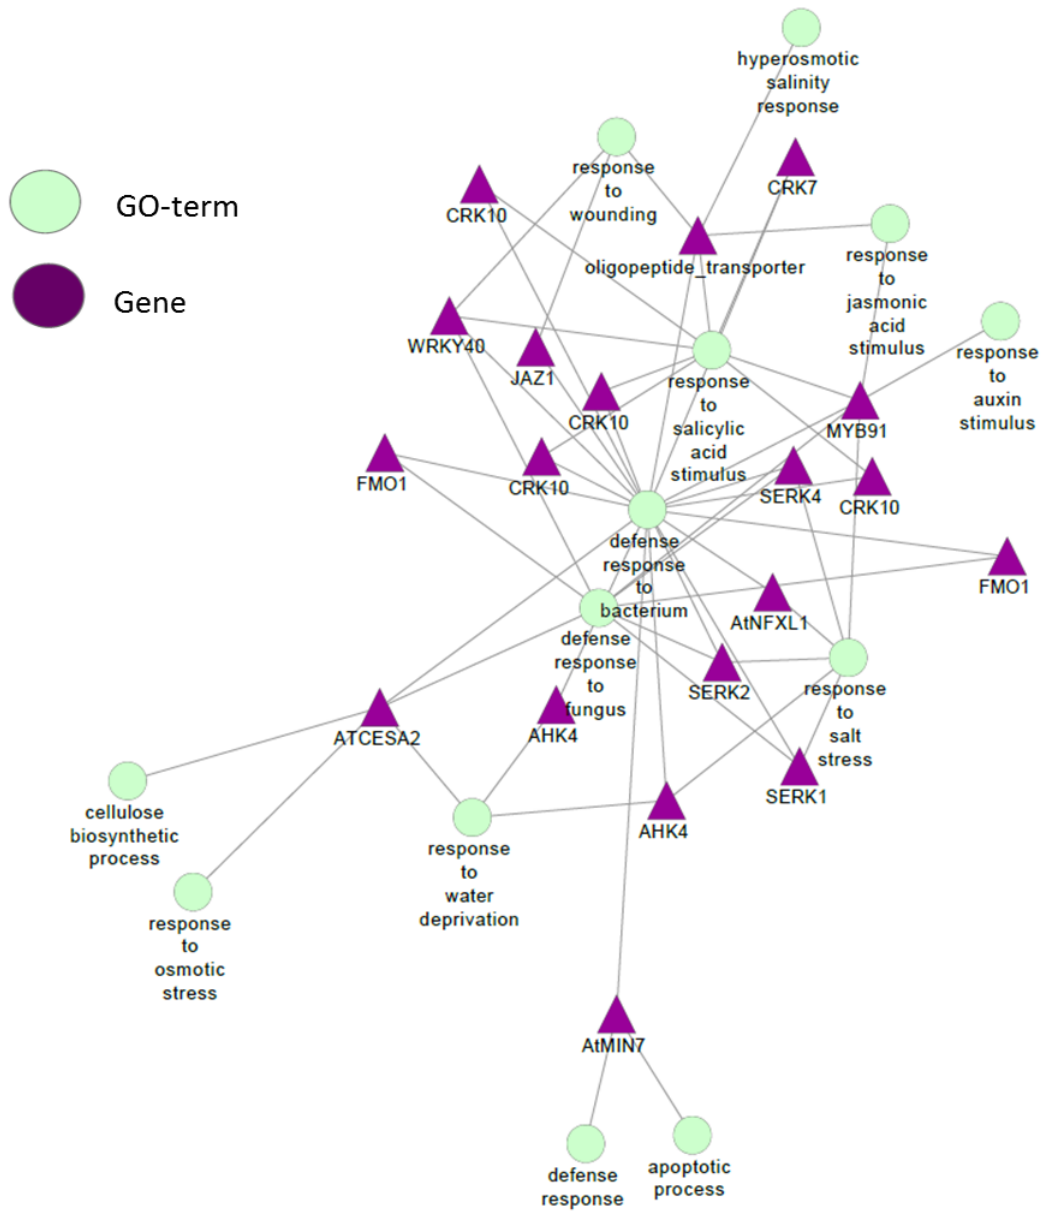 hyperosmotic
salinity
response
response
to
wounding
CRK7
CRK10
GO-term
oligopeptide_transporter
response
to
jasmonic
acid
stimulus
Gene
WRKY40
JAZ1
response
to
auxin
stimulus
response
to
salicylic
acid
stimulus
CRK10
MYB91
FMO1
CRK10
SERK4
CRK10
defense
response
to
bacterium
FMO1
AtNFXL1
defense
response
to
fungus
SERK2
response
to
salt
stress
ATCESA2
AHK4
SERK1
cellulose
biosynthetic
process
AHK4
response
to
water
deprivation
response
to
osmotic
stress
AtMIN7
defense
response
apoptotic
process